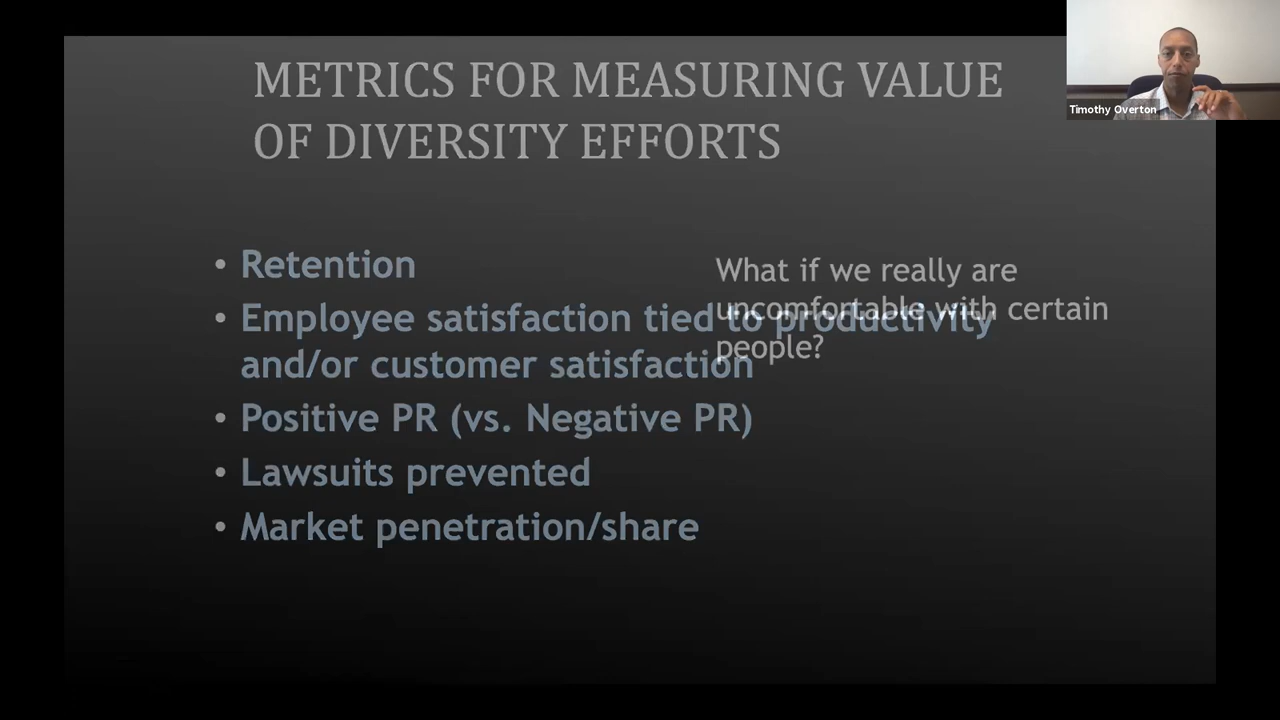 METRICS FOR MEASURING VALUE
OF DIVERSITY EFFORTS
Timothy Overton
• Retention
• Employee satisfaction tied to productivity
and/or customer satisfaction
• Positive PR (vs. Negative PR)
• Lawsuits prevented
• Market penetration/share
What if we really are
uncomfortable with certain
people?